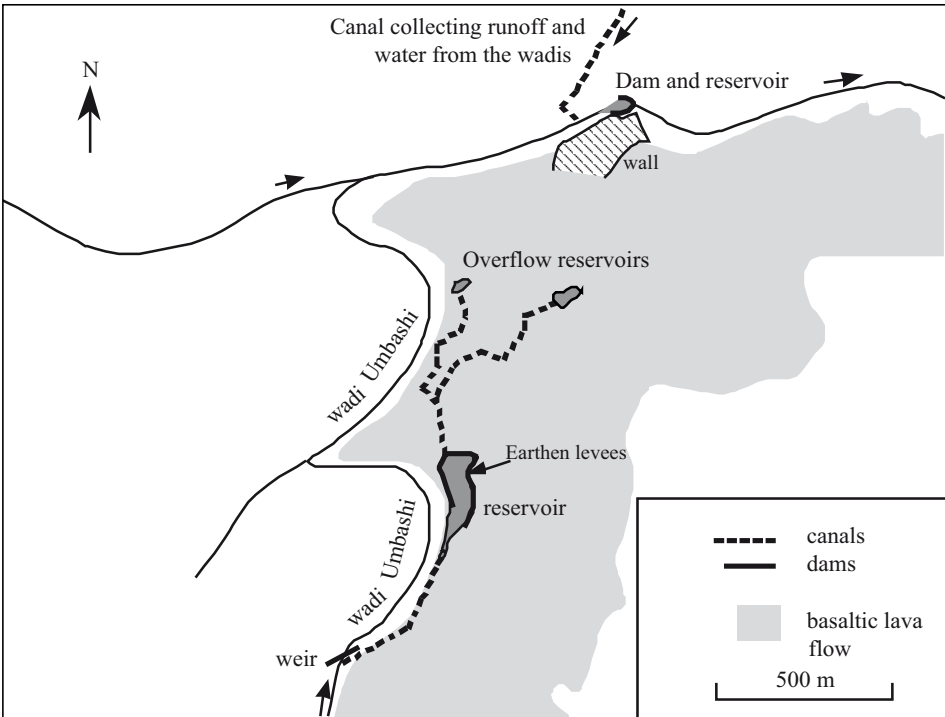 Canal collecting runoff and
water from the wadis
N
Dam and reservoir
wall
Overflow reservoirs
wadi Umbashi
Earthen levees
reservoir
wadi Umbashi
weir
canals
dams
basaltic lava
flow
500 m